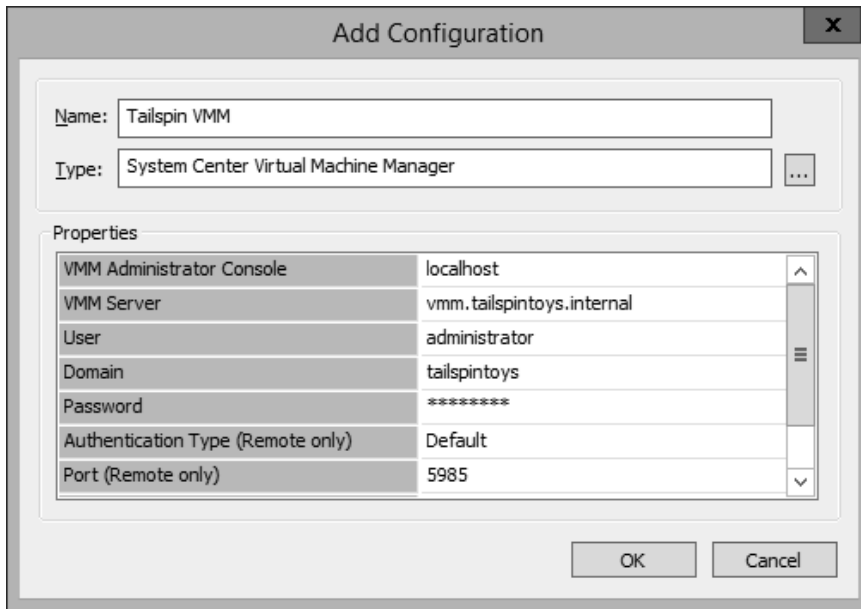 Add Configuration
x
Name: Tailspin VMM
Type: System Center Virtual Machine Manager ...
Properties
VMM Administrator Console localhost
VMM Server vmm.tailspintoys.internal
User administrator
Domain tailspintoys
Password ********
Authentication Type (Remote only) Default
Port (Remote only) 5985
OK Cancel